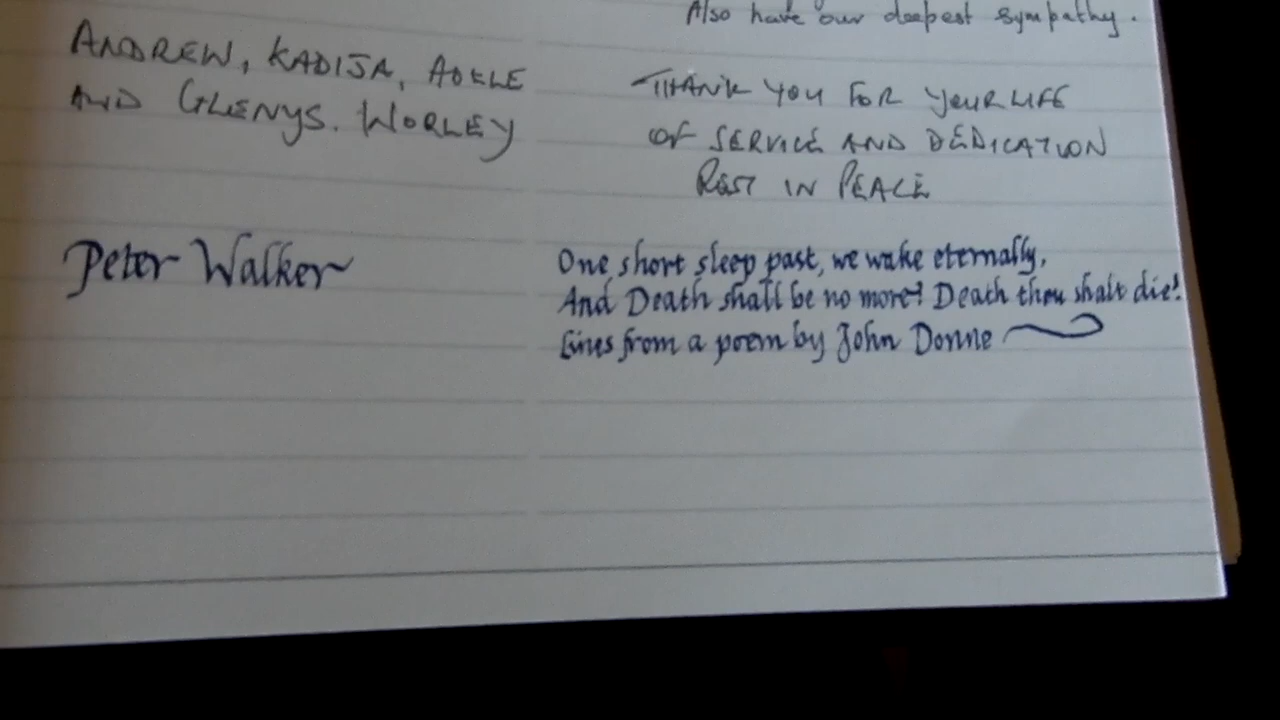 Also have our deepest sympathy.
ANDREW, KADIJA, ADELE
AND GLENYS. WORLEY
THANK YOU FOR YOUR LIFE
OF SERVICE AND DEDICATION
REST IN PEACE
Peter Walker
One short sleep past, we wake eternally,
And Death shall be no more! Death thou shalt die!
Lines from a poem by John Donne